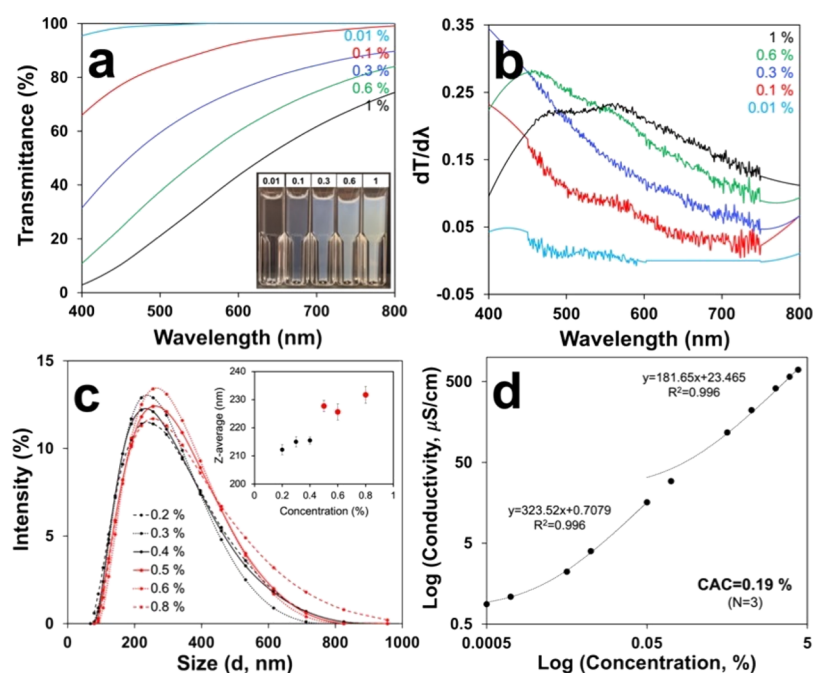 a
Transmittance (%)
100
80
60
40
20
0
0.01 %
0.1 %
0.3 %
0.6 %
1 %
0.01 0.1 0.3 0.6 1
400 500 600 700 800
Wavelength (nm)
b
dT/dλ
0.35
0.25
0.15
0.05
-0.05
1 %
0.6 %
0.3 %
0.1 %
0.01 %
400 500 600 700 800
Wavelength (nm)
c
Intensity (%)
15
10
5
0
Z-average (nm)
240
230
220
210
200
0 0.2 0.4 0.6 0.8 1
Concentration (%)
0.2 %
0.3 %
0.4 %
0.5 %
0.6 %
0.8 %
0 200 400 600 800 1000
Size (d, nm)
d
Log (Conductivity, µS/cm)
500
50
5
0.5
y=181.65x+23.465
R²=0.996
y=323.52x+0.7079
R²=0.996
CAC=0.19 %
(N=3)
0.0005 0.05 5
Log (Concentration, %)